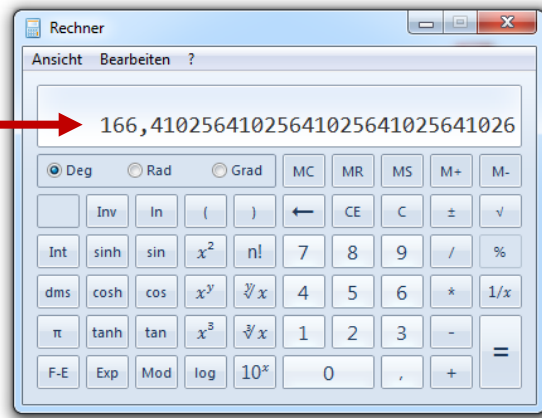 Rechner
Ansicht Bearbeiten ?
166,41025641025641025641025641026
Deg Rad Grad MC MR MS M+ M-
Inv ln ( ) ← CE C ± √
Int sinh sin x² n! 7 8 9 / %
dms cosh cos xʸ ʸ√x 4 5 6 * 1/x
π tanh tan x³ ³√x 1 2 3 - =
F-E Exp Mod log 10ˣ 0 , +